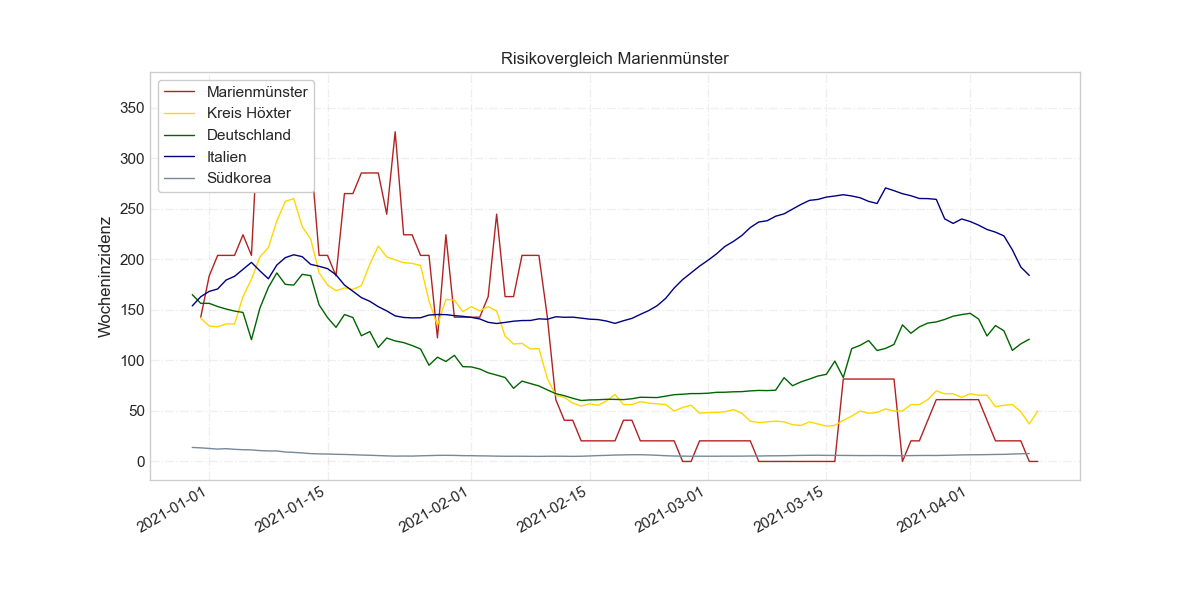 Risikovergleich Marienmünster
Marienmünster
Kreis Höxter
Deutschland
Italien
Südkorea
Wocheninzidenz
350
300
250
200
150
100
50
0
2021-01-01
2021-01-15
2021-02-01
2021-02-15
2021-03-01
2021-03-15
2021-04-01